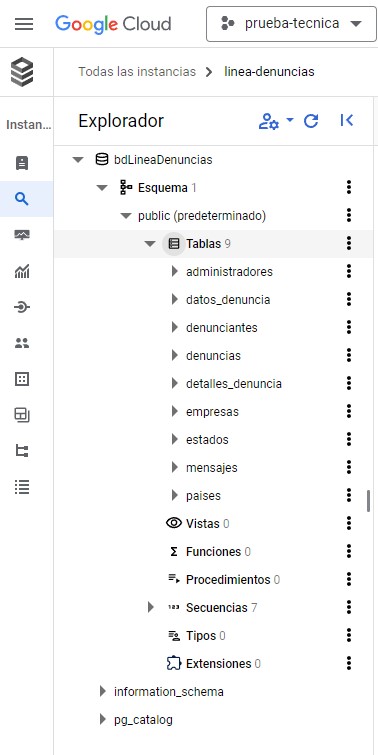 Google Cloud
prueba-tecnica
Todas las instancias
linea-denuncias
Instan...
Explorador
bdLineaDenuncias
Esquema 1
public (predeterminado)
Tablas 9
administradores
datos_denuncia
denunciantes
denuncias
detalles_denuncia
empresas
estados
mensajes
paises
Vistas 0
Funciones 0
Procedimientos 0
123 Secuencias 7
Tipos 0
Extensiones 0
information_schema
pg_catalog